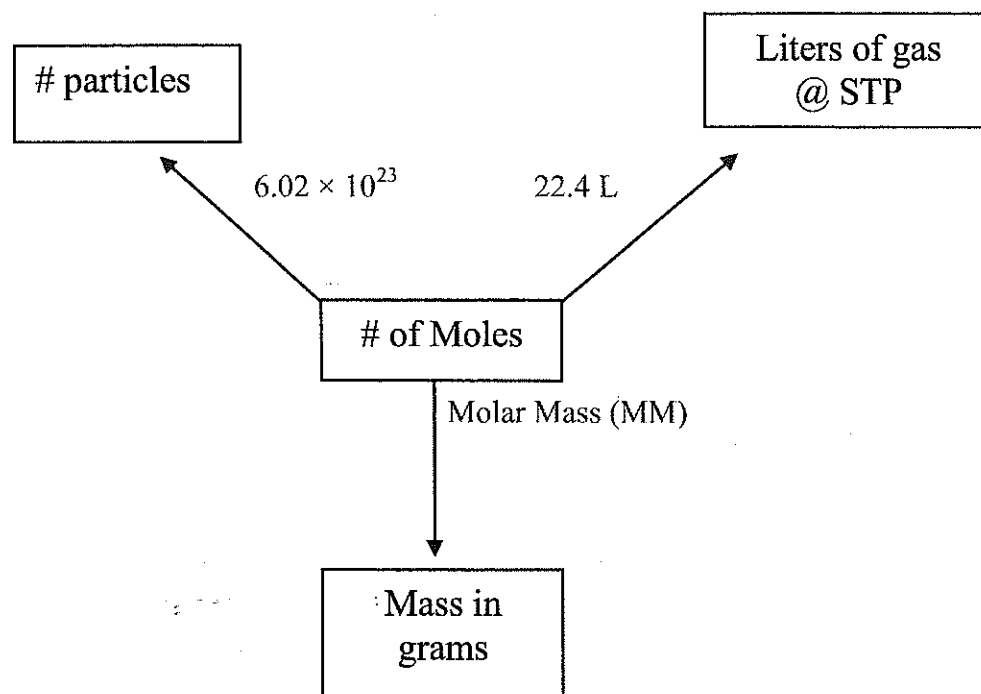 # particles
Liters of gas
@ STP
6.02 × 10²³
22.4 L
# of Moles
Molar Mass (MM)
Mass in
grams